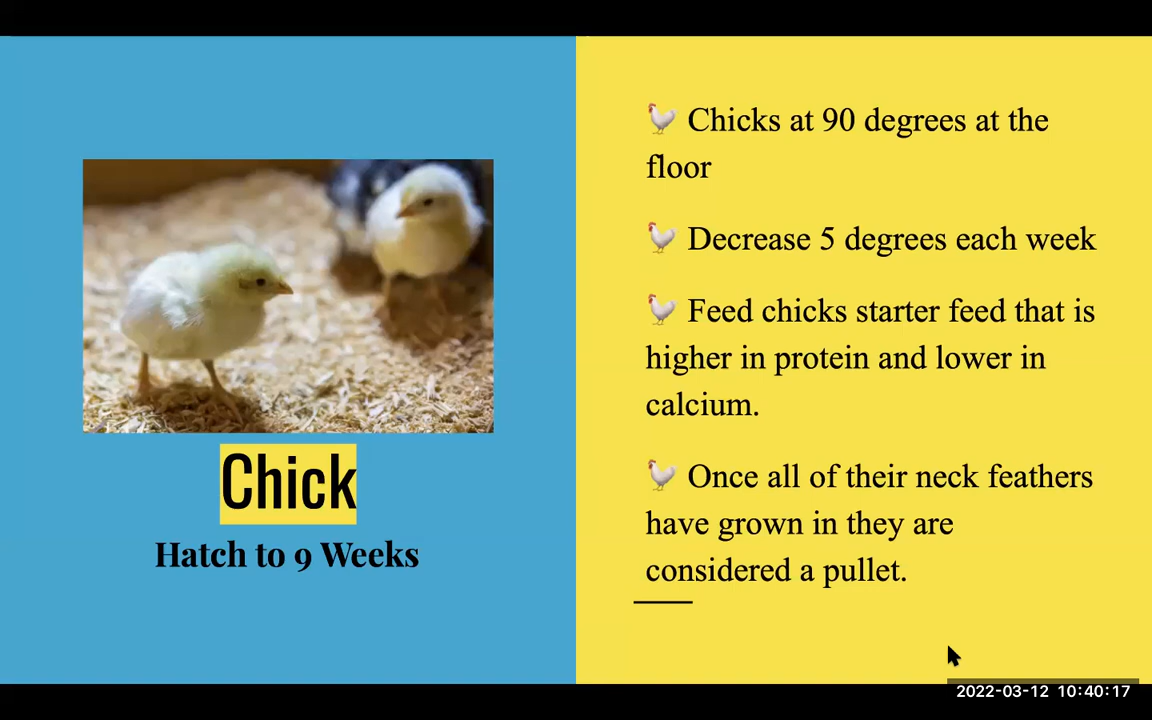 Chick
Hatch to 9 Weeks
🐓 Chicks at 90 degrees at the
floor
🐓 Decrease 5 degrees each week
🐓 Feed chicks starter feed that is
higher in protein and lower in
calcium.
🐓 Once all of their neck feathers
have grown in they are
considered a pullet.
2022-03-12 10:40:17